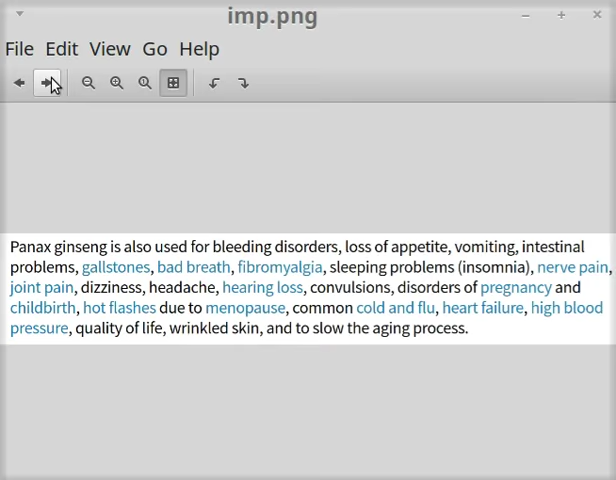 imp.png
File Edit View Go Help
Panax ginseng is also used for bleeding disorders, loss of appetite, vomiting, intestinal
problems, gallstones, bad breath, fibromyalgia, sleeping problems (insomnia), nerve pain,
joint pain, dizziness, headache, hearing loss, convulsions, disorders of pregnancy and
childbirth, hot flashes due to menopause, common cold and flu, heart failure, high blood
pressure, quality of life, wrinkled skin, and to slow the aging process.